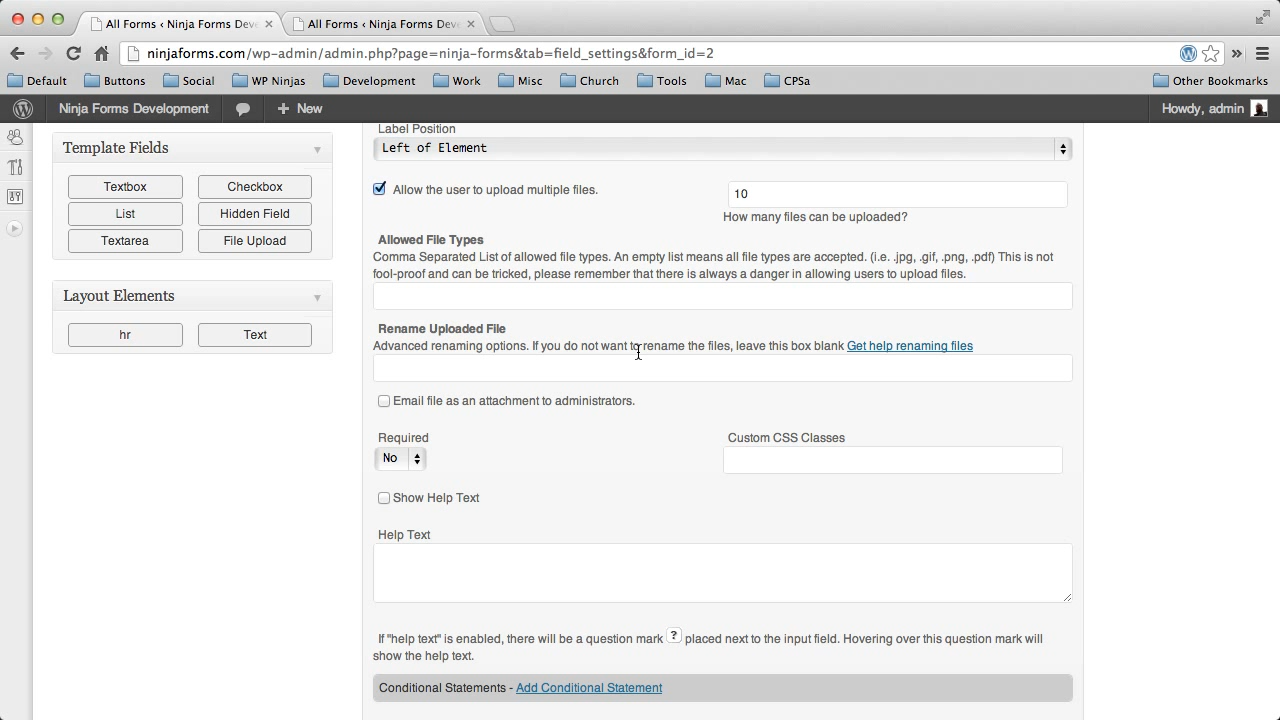 All Forms ‹ Ninja Forms Deve
All Forms ‹ Ninja Forms Deve
ninjaforms.com/wp-admin/admin.php?page=ninja-forms&tab=field_settings&form_id=2
Default Buttons Social WP Ninjas Development Work Misc Church Tools Mac CPSa Other Bookmarks
Ninja Forms Development + New Howdy, admin
Template Fields
Textbox Checkbox
List Hidden Field
Textarea File Upload
Layout Elements
hr Text
Label Position
Left of Element
Allow the user to upload multiple files. 10
How many files can be uploaded?
Allowed File Types
Comma Separated List of allowed file types. An empty list means all file types are accepted. (i.e. .jpg, .gif, .png, .pdf) This is not
fool-proof and can be tricked, please remember that there is always a danger in allowing users to upload files.
Rename Uploaded File
Advanced renaming options. If you do not want to rename the files, leave this box blank Get help renaming files
Email file as an attachment to administrators.
Required Custom CSS Classes
No
Show Help Text
Help Text
If "help text" is enabled, there will be a question mark ? placed next to the input field. Hovering over this question mark will
show the help text.
Conditional Statements - Add Conditional Statement